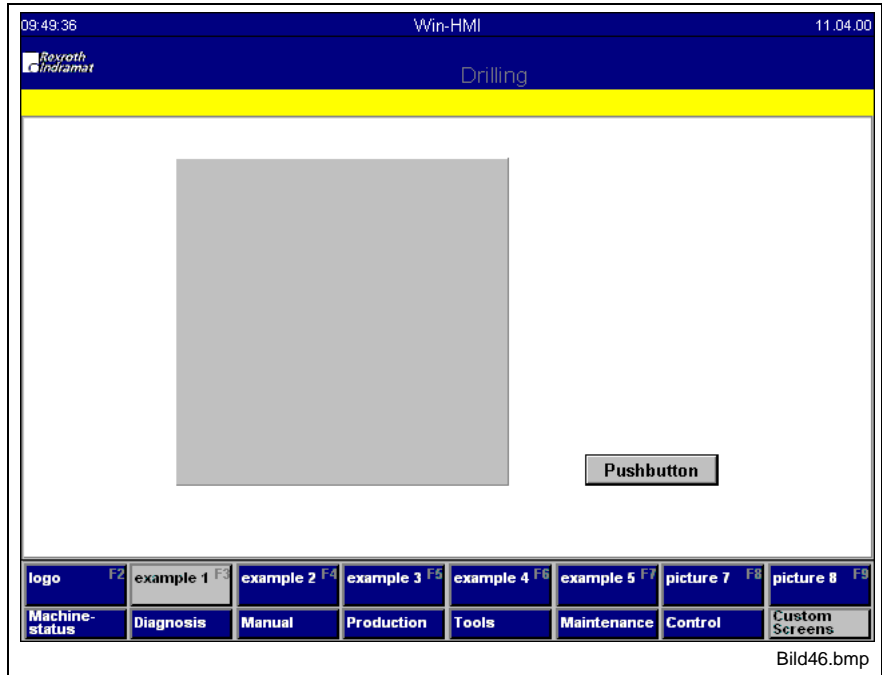 09:49:36 Win-HMI 11.04.00
Rexroth
Indramat
Drilling
Pushbutton
logo F2 example 1 F3 example 2 F4 example 3 F5 example 4 F6 example 5 F7 picture 7 F8 picture 8 F9
Machine-
status Diagnosis Manual Production Tools Maintenance Control Custom
Screens
Bild46.bmp